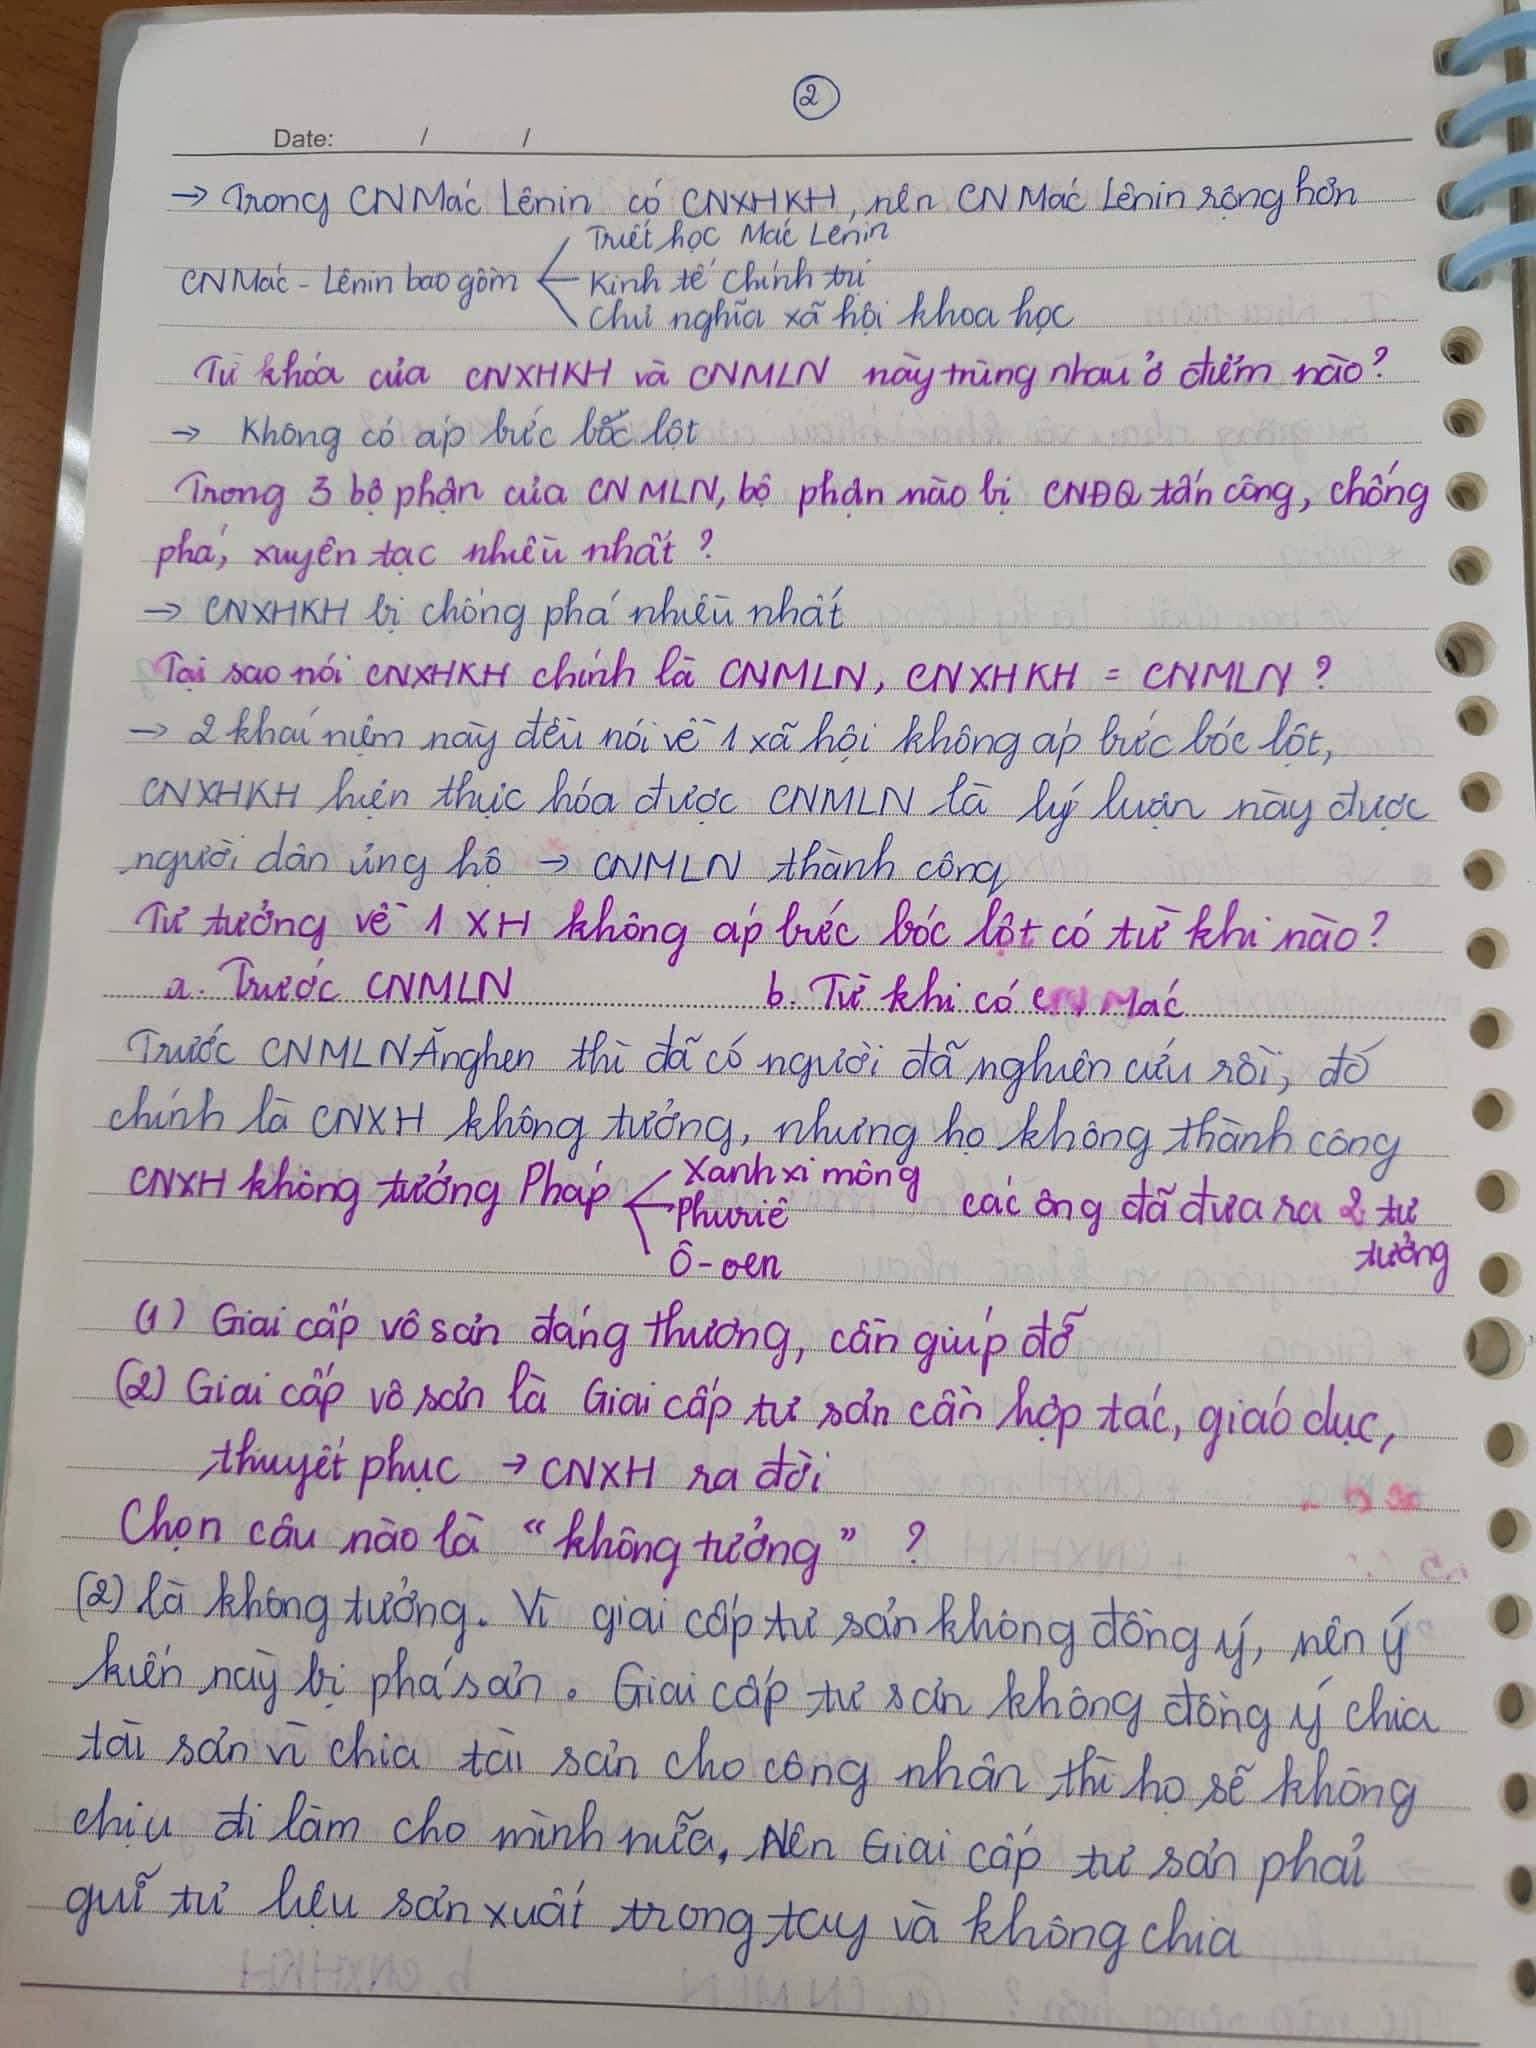 2
Date: / /
→ Trong CN Mác Lênin có CNXHKH, nên CN Mác Lênin rộng hơn
CN Mác - Lênin bao gồm
Triết học Mác Lênin
Kinh tế chính trị
Chủ nghĩa xã hội khoa học
Từ khóa của CNXHKH và CNMLN này trùng nhau ở điểm nào?
→ Không có áp bức bốc lột
Trong 3 bộ phận của CNMLN, bộ phận nào bị CNĐQ tấn công, chống
phá, xuyên tạc nhiều nhất?
→ CNXHKH bị chống phá nhiều nhất
Tại sao nói CNXHKH chính là CNMLN, CNXHKH = CNMLN?
→ 2 khái niệm này đều nói về 1 xã hội không áp bức bóc lột,
CNXHKH hiện thực hóa được CNMLN là lý luận này được
người dân ủng hộ → CNMLN thành công
Tư tưởng về 1 XH không áp bức bóc lột có từ khi nào?
a. Trước CNMLN b. Từ khi có CN Mác
Trước CNMLN Ănghen thì đã có người đã nghiên cứu rồi, đó
chính là CNXH không tưởng, nhưng họ không thành công
CNXH không tưởng Pháp
Xanh xi mông
Phuriê
Ô-oen
các ông đã đưa ra 2 tư
tưởng
(1) Giai cấp vô sản đáng thương, cần giúp đỡ
(2) Giai cấp vô sản là Giai cấp tư sản cần hợp tác, giáo dục,
thuyết phục → CNXH ra đời
Chọn câu nào là "không tưởng"?
(2) là không tưởng. Vì giai cấp tư sản không đồng ý, nên ý
kiến này bị phá sản. Giai cấp tư sản không đồng ý chia
tài sản vì chia tài sản cho công nhân thì họ sẽ không
chịu đi làm cho mình nữa. Nên Giai cấp tư sản phải
giữ tư liệu sản xuất trong tay và không chia